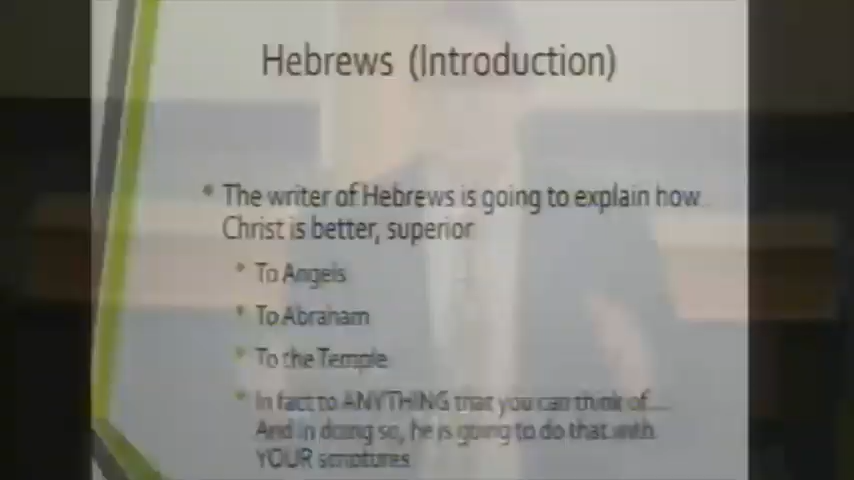 Hebrews (Introduction)
The writer of Hebrews is going to explain how
Christ is better, superior
To Angels
To Abraham
To the Temple
In fact to ANYTHING that you can think of...
And in doing so, he is going to do that with
YOUR scriptures